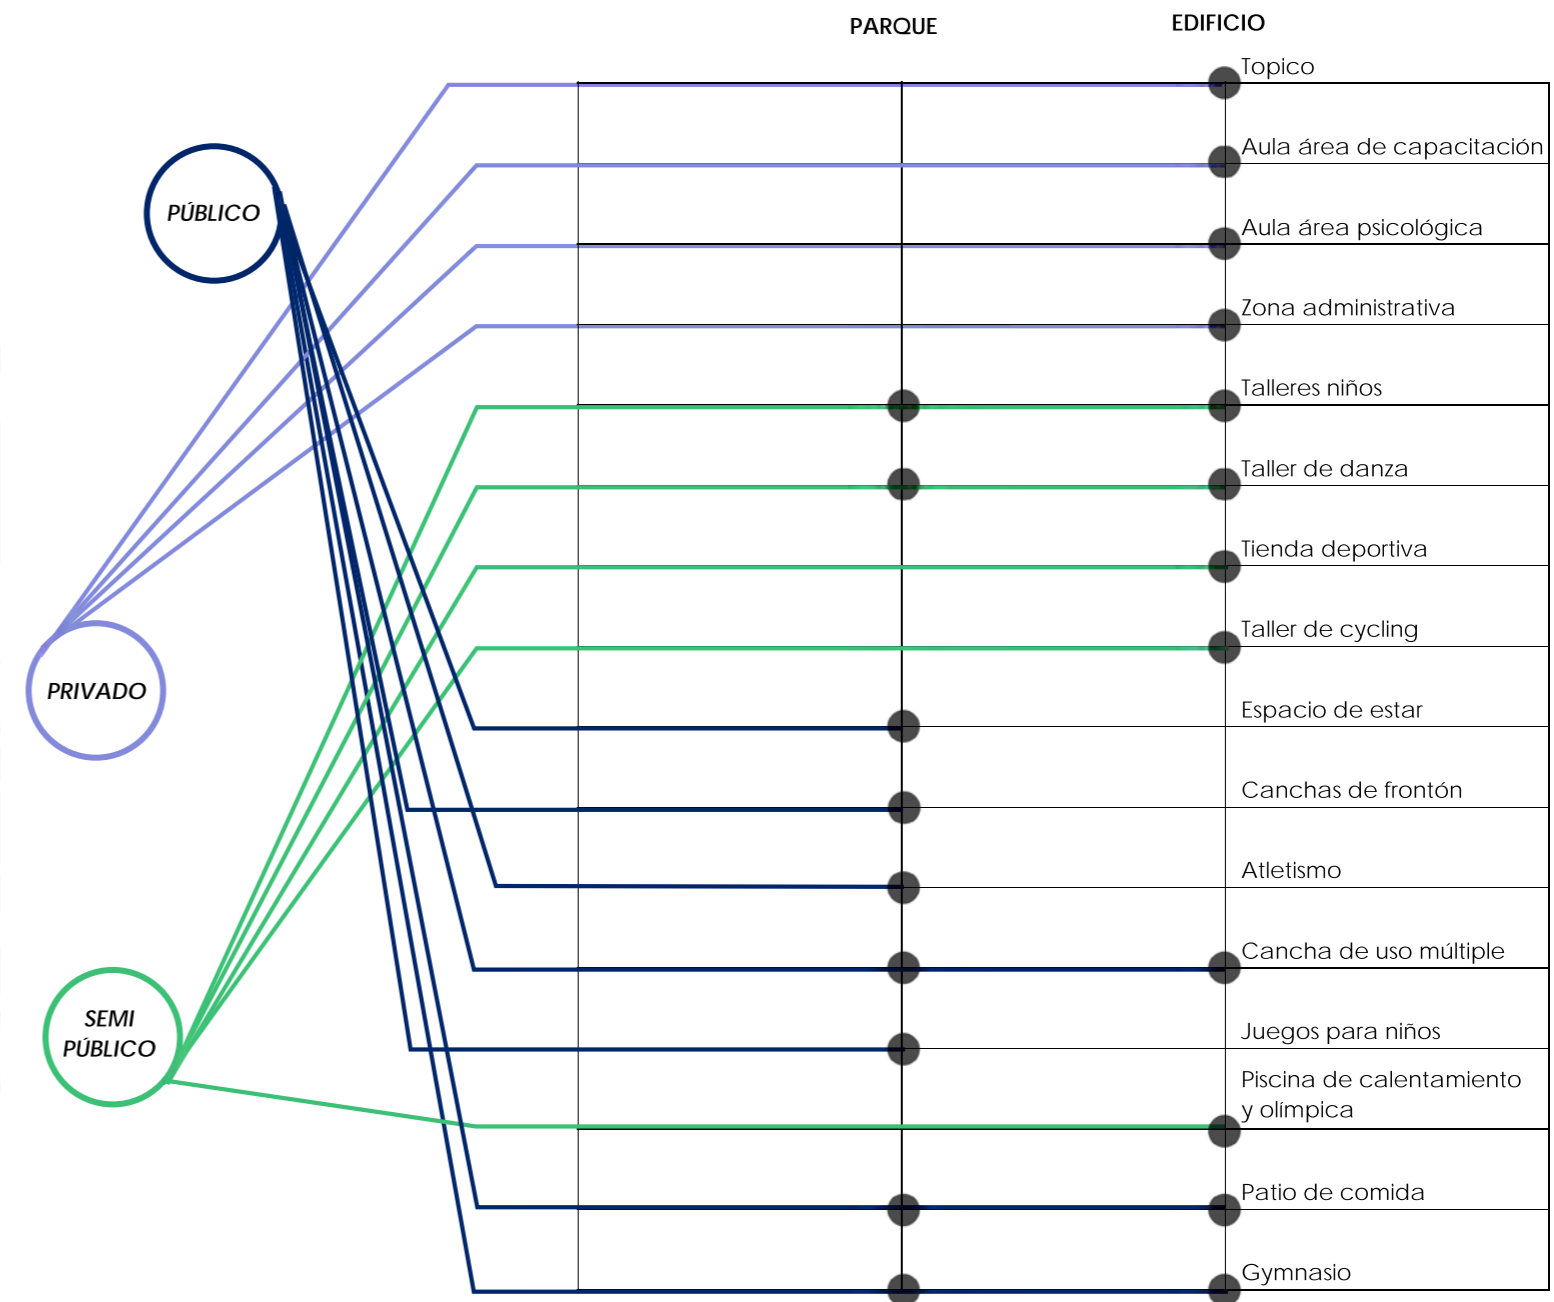 PARQUE
EDIFICIO
Topico
Aula área de capacitación
PÚBLICO
Aula área psicológica
Zona administrativa
Talleres niños
Taller de danza
Tienda deportiva
Taller de cycling
PRIVADO
Espacio de estar
Canchas de frontón
Atletismo
Cancha de uso múltiple
SEMI
PÚBLICO
Juegos para niños
Piscina de calentamiento
y olímpica
Patio de comida
Gymnasio